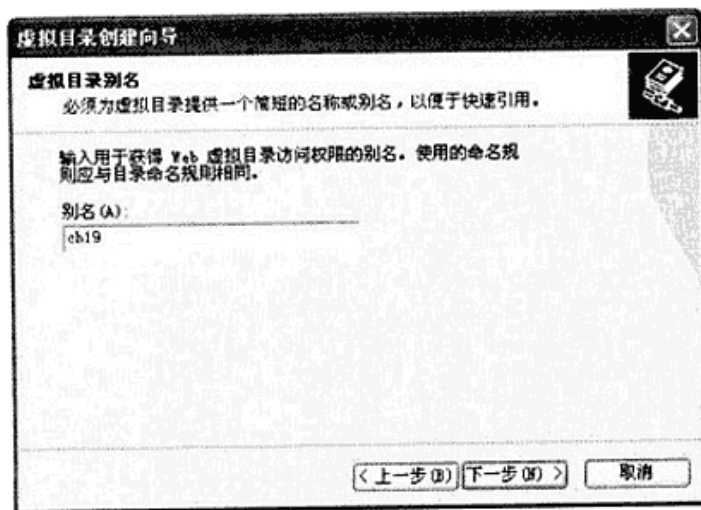 虚拟目录创建向导
虚拟目录别名
必须为虚拟目录提供一个简短的名称或别名，以便于快速引用。
输入用于获得 Web 虚拟目录访问权限的别名。使用的命名规
则应与目录命名规则相同。
别名(A):
ch19
< 上一步(B) 下一步(N) > 取消